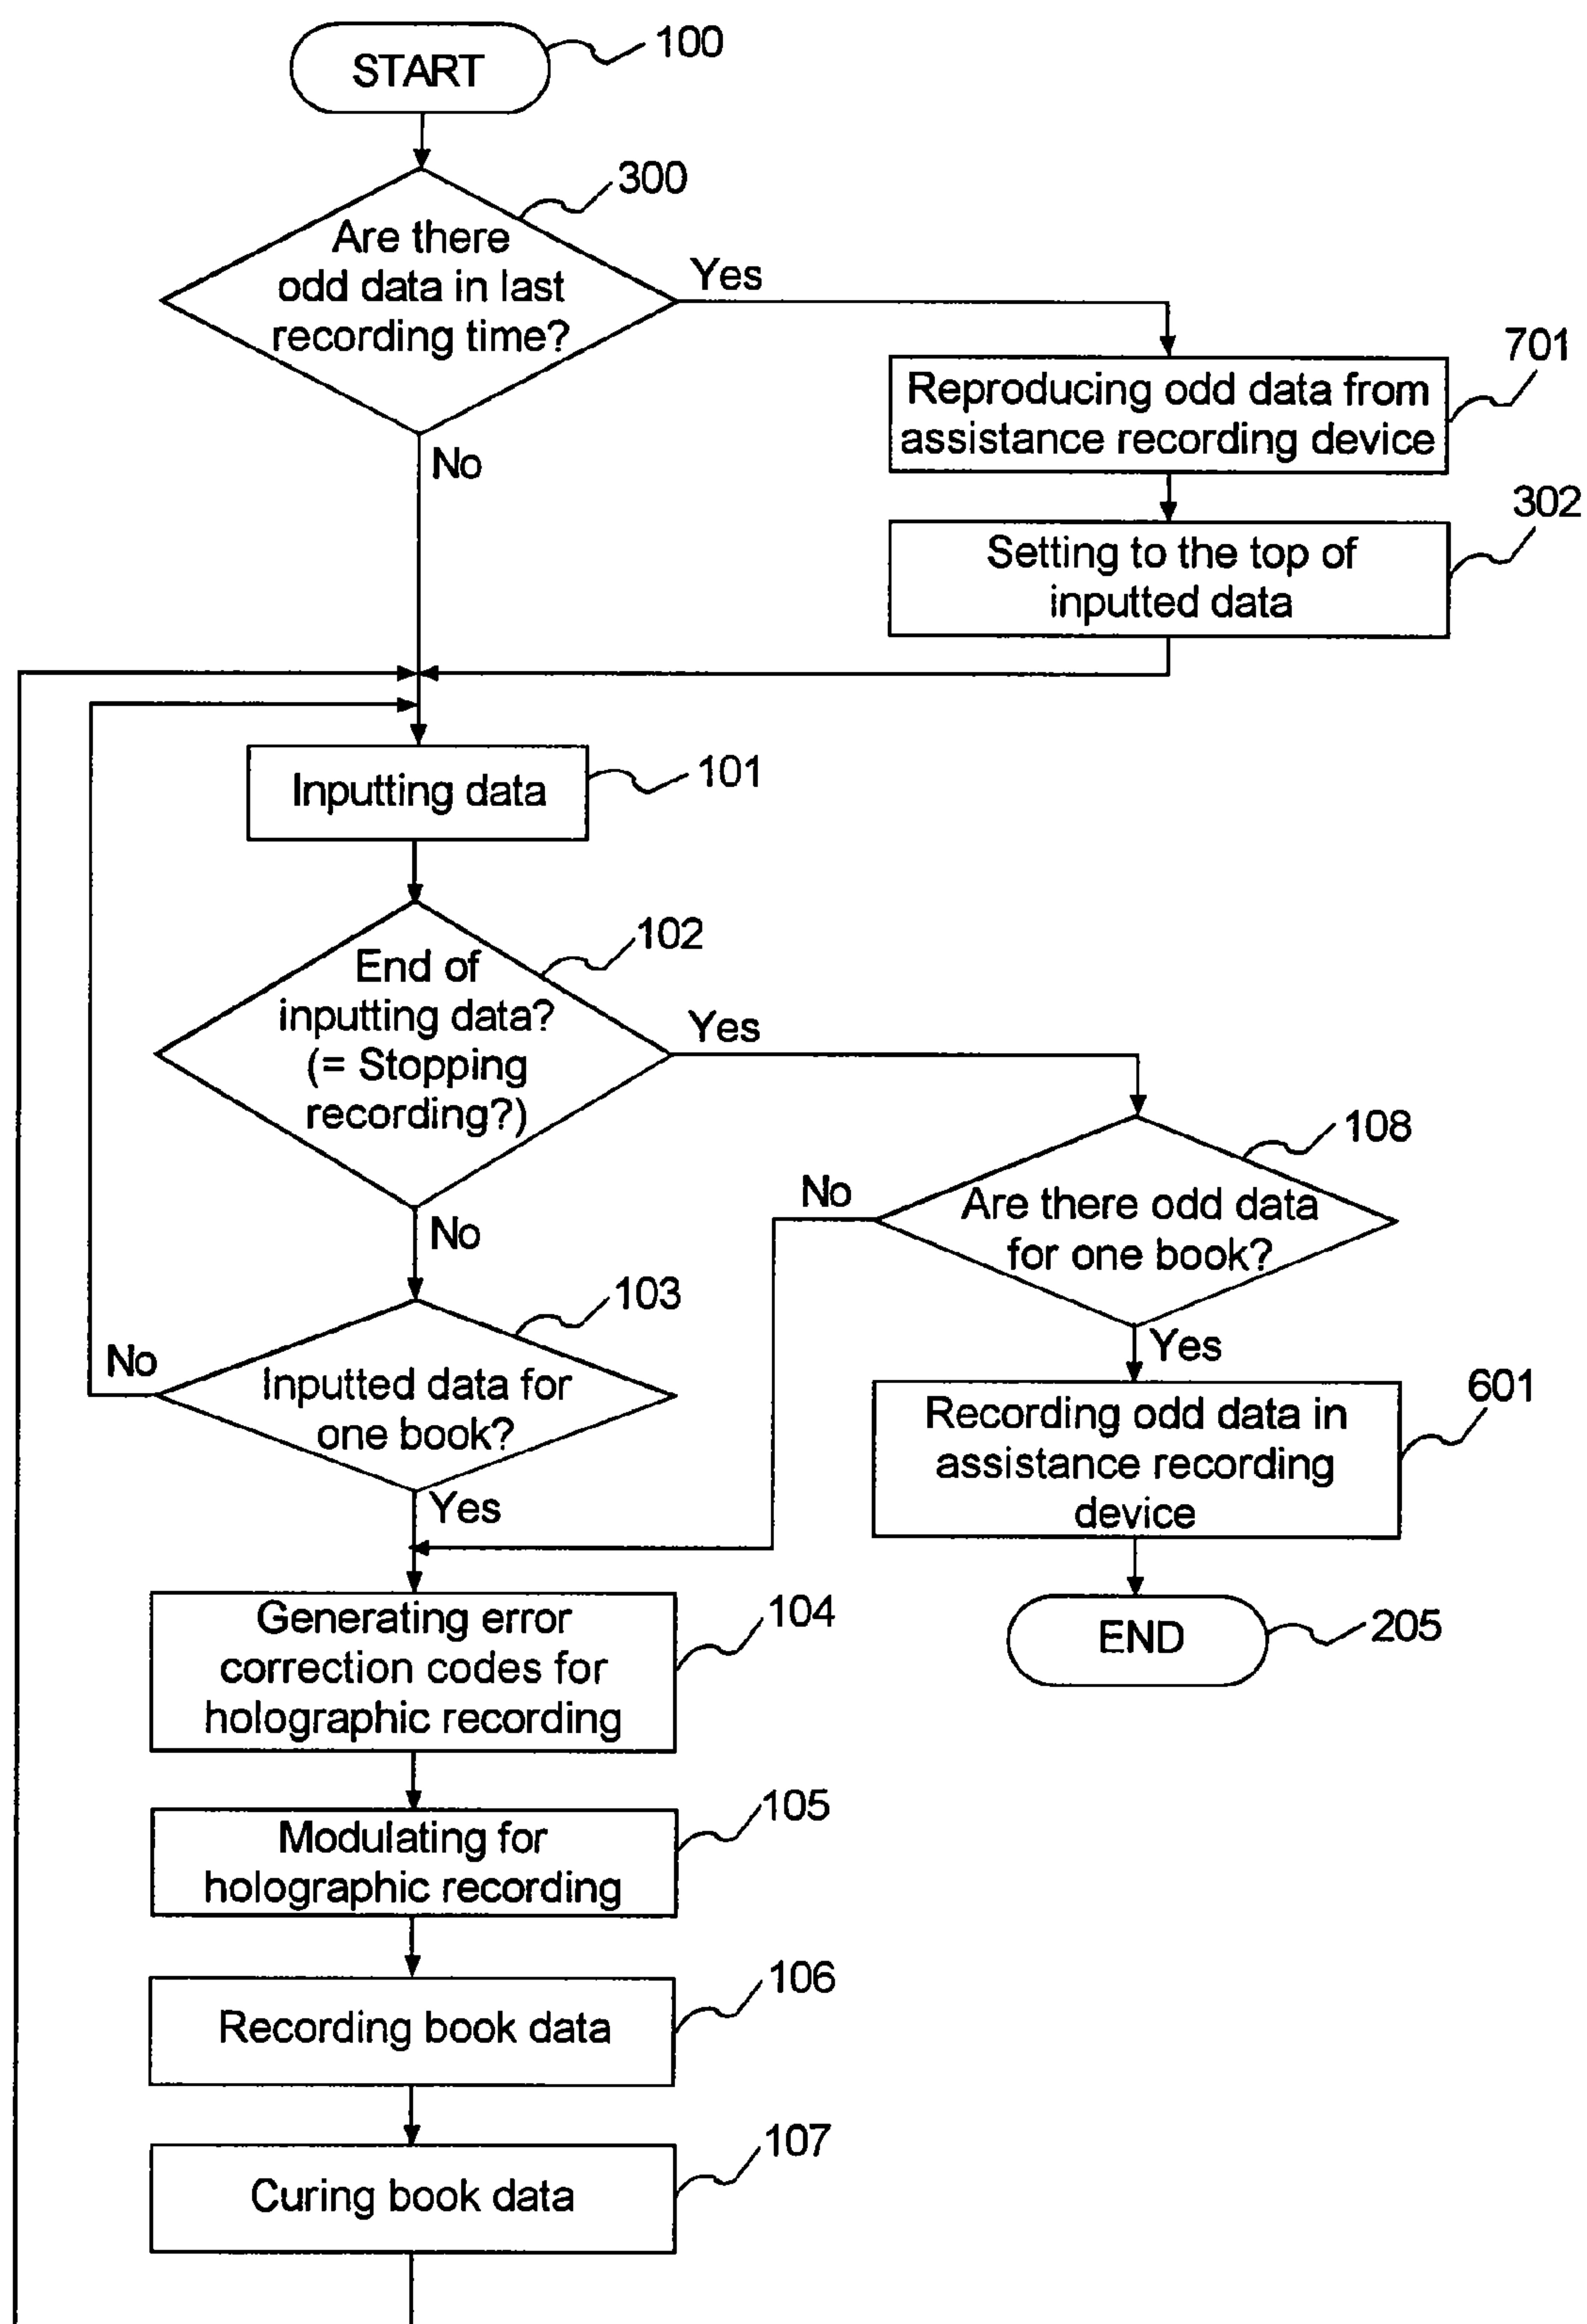 START
100
300
Are there
odd data in last
recording time?
Yes
No
701
Reproducing odd data from
assistance recording device
302
Setting to the top of
inputted data
Inputting data
101
102
End of
inputting data?
(= Stopping
recording?)
Yes
No
108
Are there odd data
for one book?
No
Yes
103
Inputted data for
one book?
No
Yes
601
Recording odd data in
assistance recording
device
END
205
Generating error
correction codes for
holographic recording
104
Modulating for
holographic recording
105
Recording book data
106
Curing book data
107